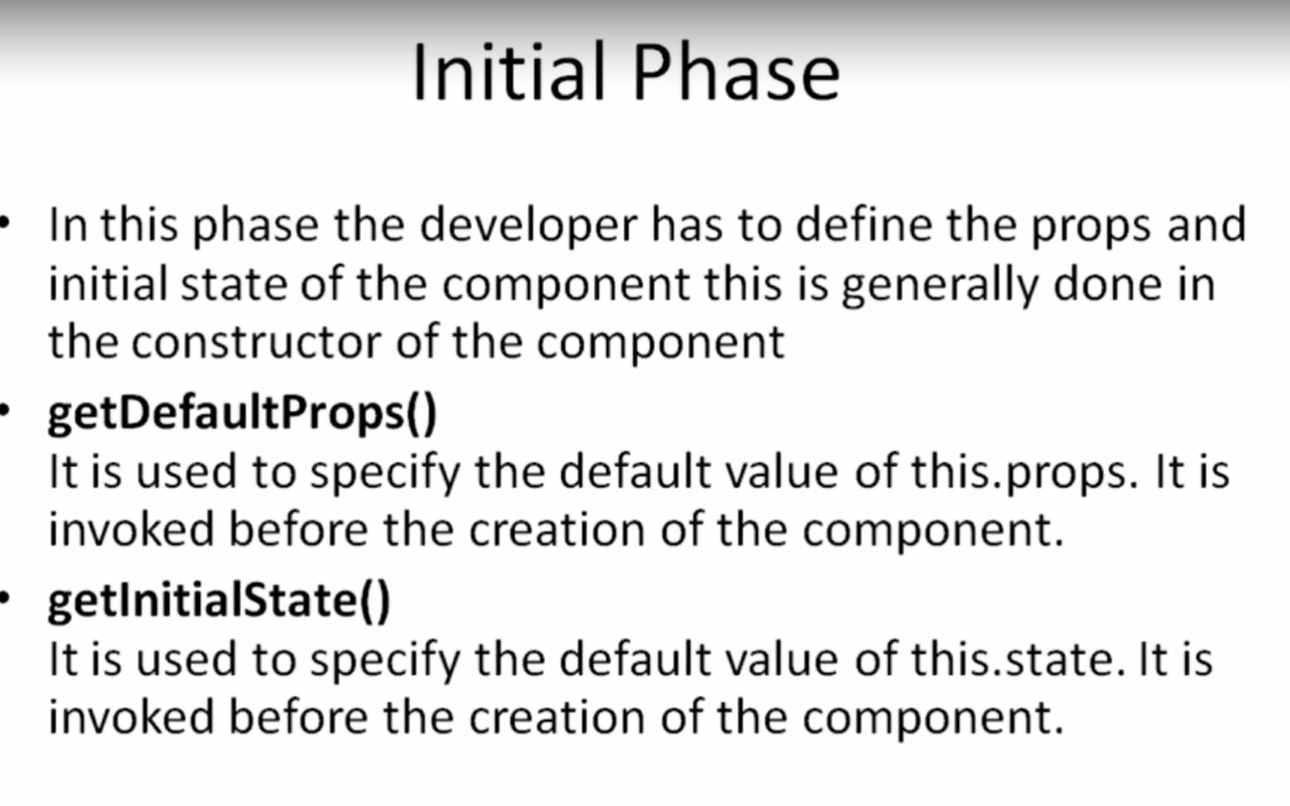 Initial Phase
• In this phase the developer has to define the props and
initial state of the component this is generally done in
the constructor of the component
• getDefaultProps()
It is used to specify the default value of this.props. It is
invoked before the creation of the component.
• getInitialState()
It is used to specify the default value of this.state. It is
invoked before the creation of the component.